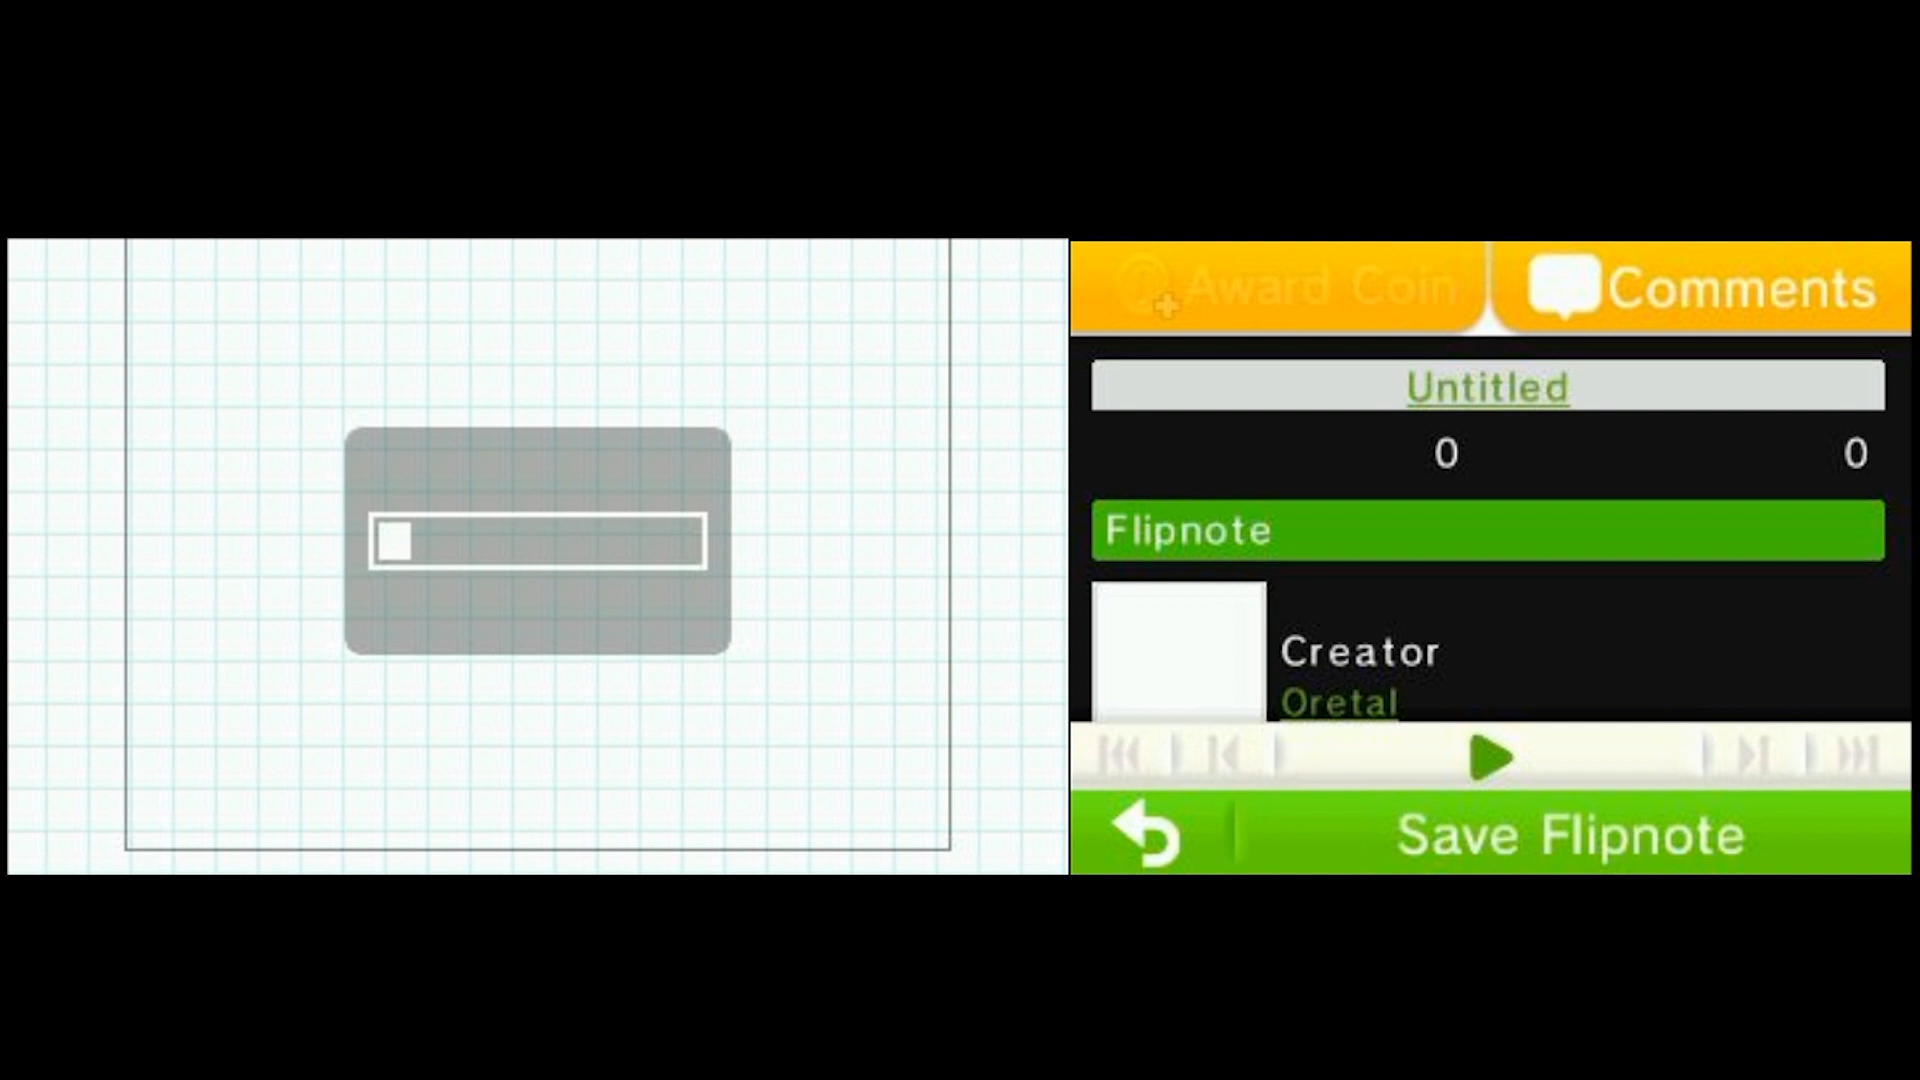 Award Coin
Comments
Untitled
0 0
Flipnote
Creator
Oretal
Save Flipnote